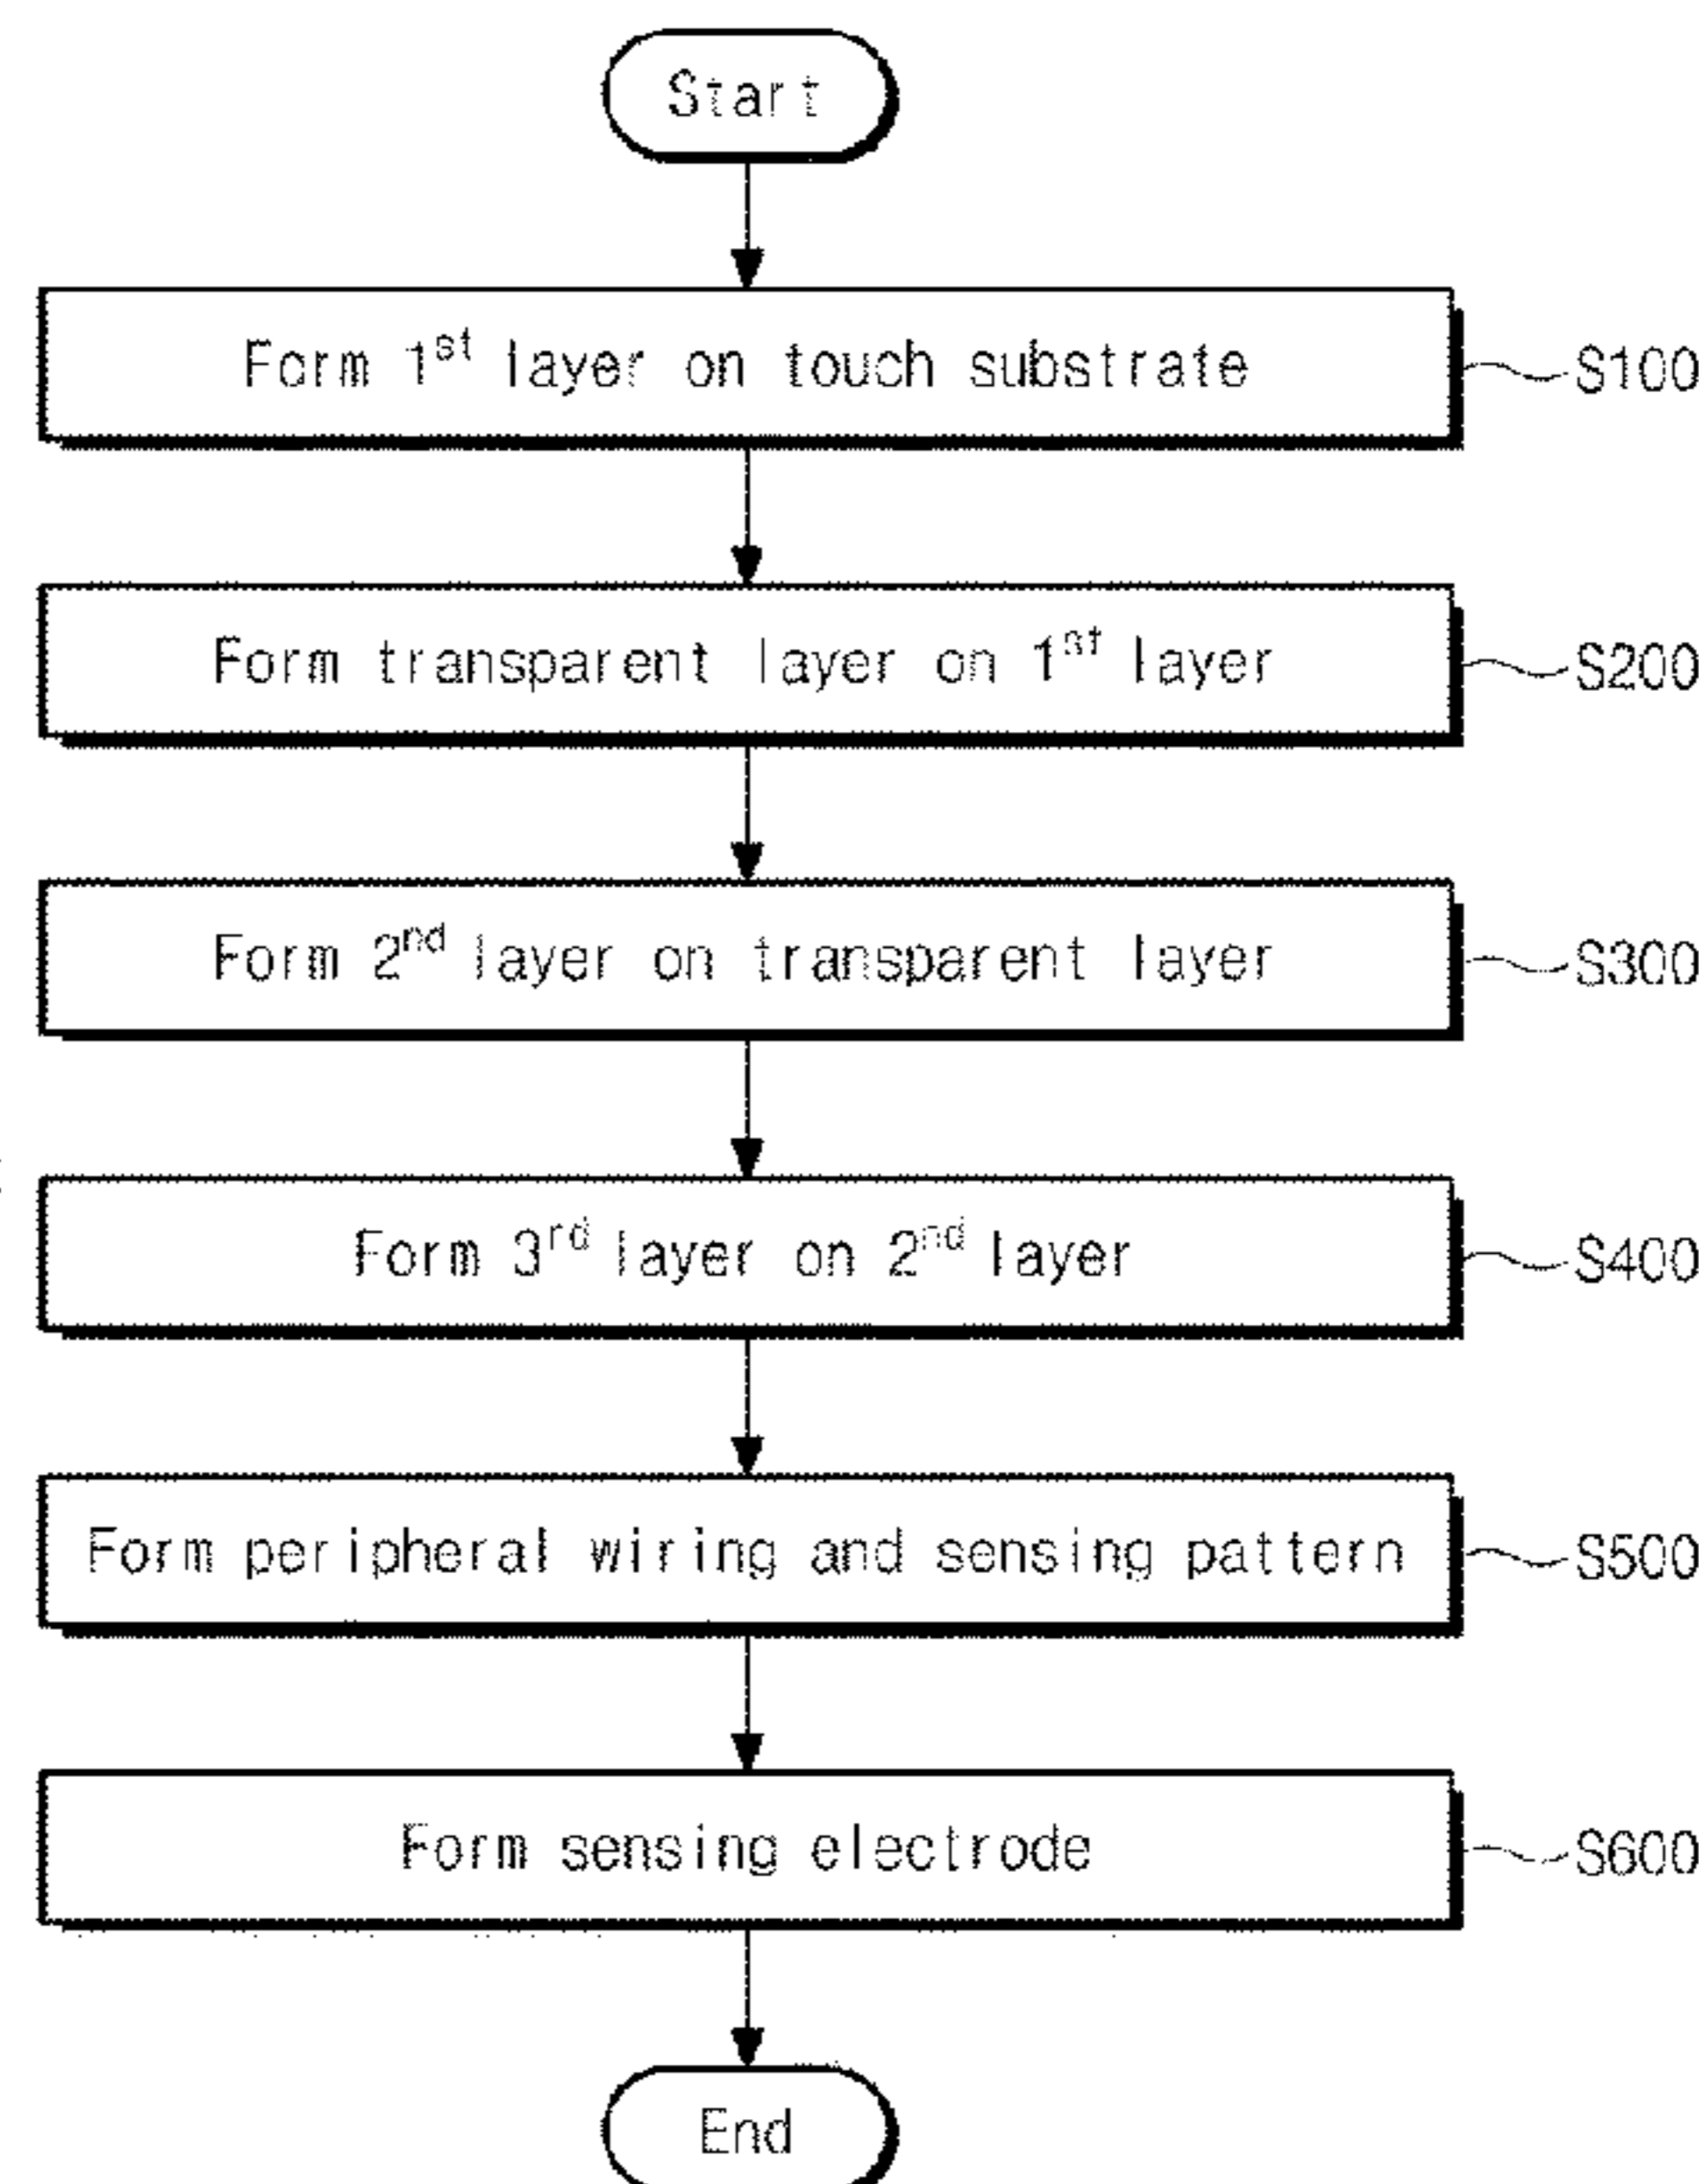 Start
Form 1st layer on touch substrate
S100
Form transparent layer on 1st layer
S200
Form 2nd layer on transparent layer
S300
Form 3rd layer on 2nd layer
S400
Form peripheral wiring and sensing pattern
S500
Form sensing electrode
S600
End